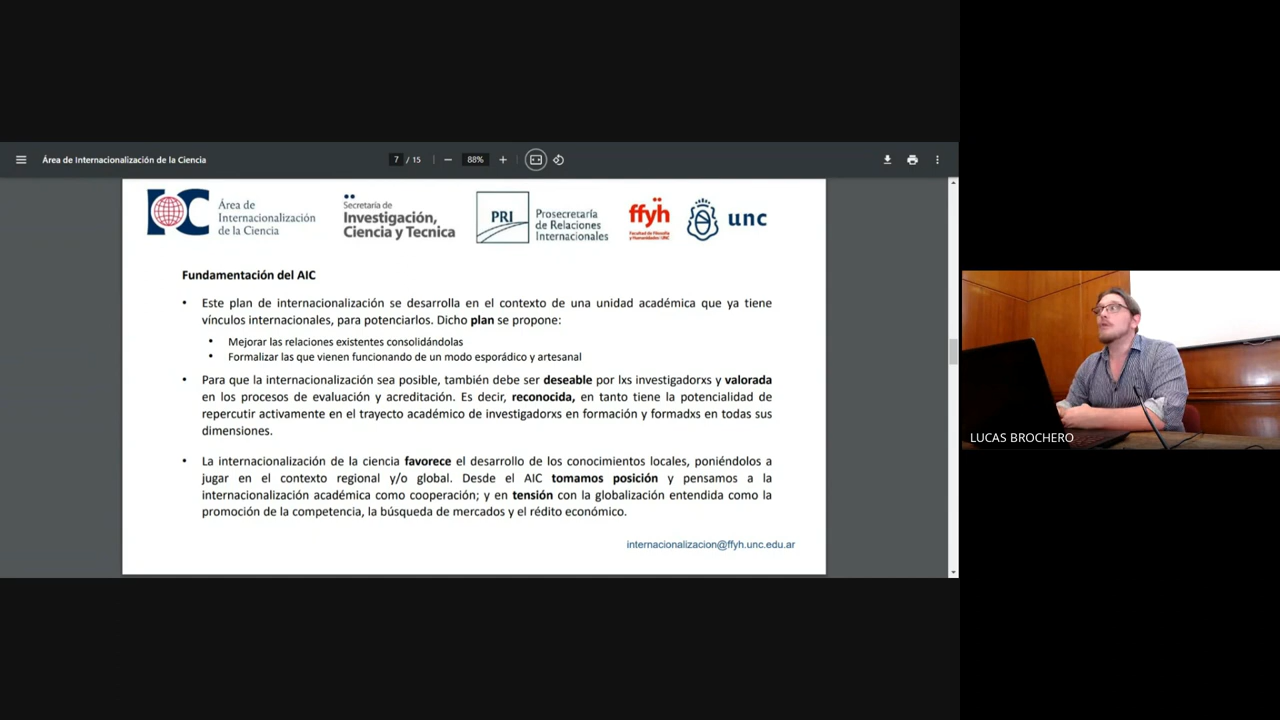 Área de Internacionalización de la Ciencia
7 / 15
88%
Área de
Internacionalización
de la Ciencia
Secretaría de
Investigación,
Ciencia y Tecnica
PRI
Prosecretaría
de Relaciones
Internacionales
ffyh
Facultad de Filosofía
y Humanidades UNC
unc
Fundamentación del AIC
• Este plan de internacionalización se desarrolla en el contexto de una unidad académica que ya tiene
vínculos internacionales, para potenciarlos. Dicho plan se propone:
• Mejorar las relaciones existentes consolidándolas
• Formalizar las que vienen funcionando de un modo esporádico y artesanal
• Para que la internacionalización sea posible, también debe ser deseable por lxs investigadorxs y valorada
en los procesos de evaluación y acreditación. Es decir, reconocida, en tanto tiene la potencialidad de
repercutir activamente en el trayecto académico de investigadorxs en formación y formadxs en todas sus
dimensiones.
• La internacionalización de la ciencia favorece el desarrollo de los conocimientos locales, poniéndolos a
jugar en el contexto regional y/o global. Desde el AIC tomamos posición y pensamos a la
internacionalización académica como cooperación; y en tensión con la globalización entendida como la
promoción de la competencia, la búsqueda de mercados y el rédito económico.
internacionalizacion@ffyh.unc.edu.ar
LUCAS BROCHERO